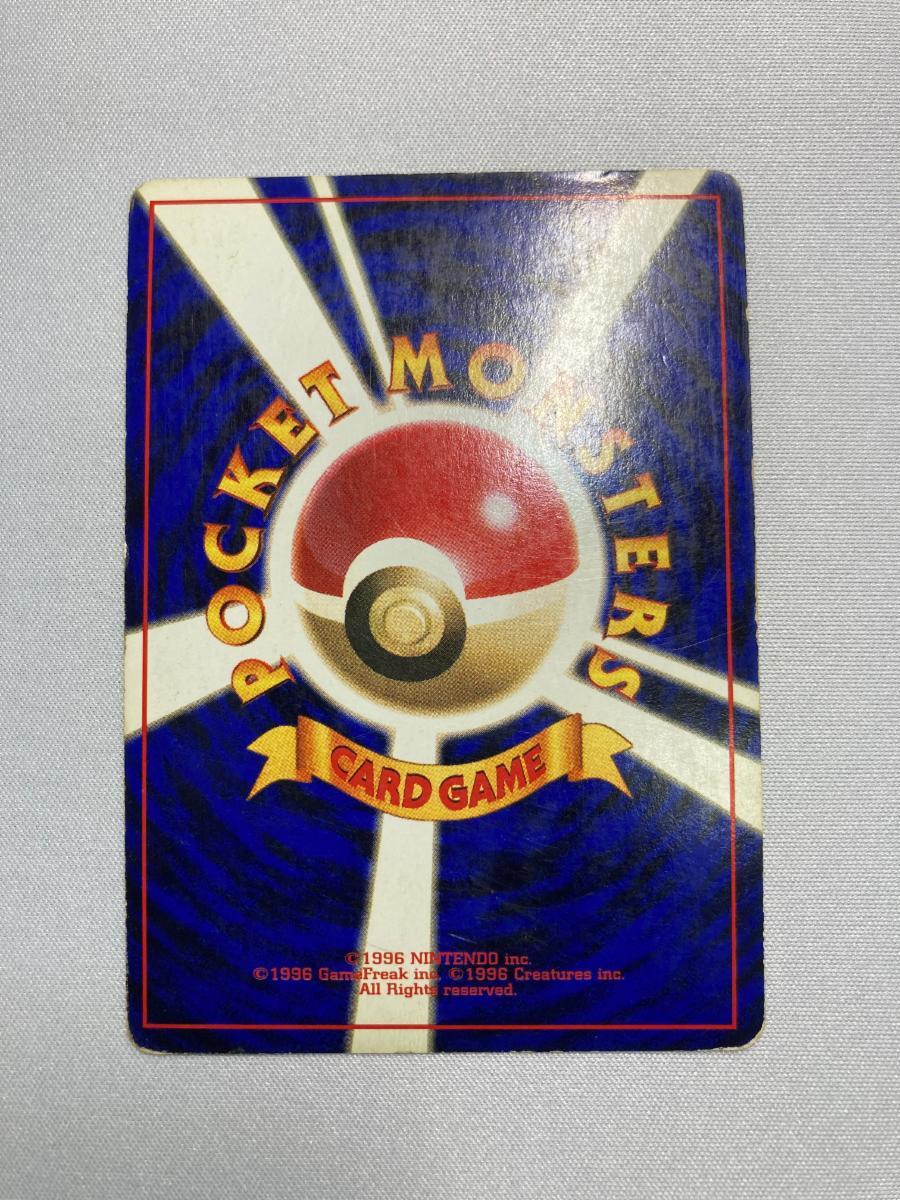 POCKET MONSTERS
CARD GAME
©1996 NINTENDO inc.
©1996 GameFreak inc. ©1996 Creatures inc.
All Rights reserved.